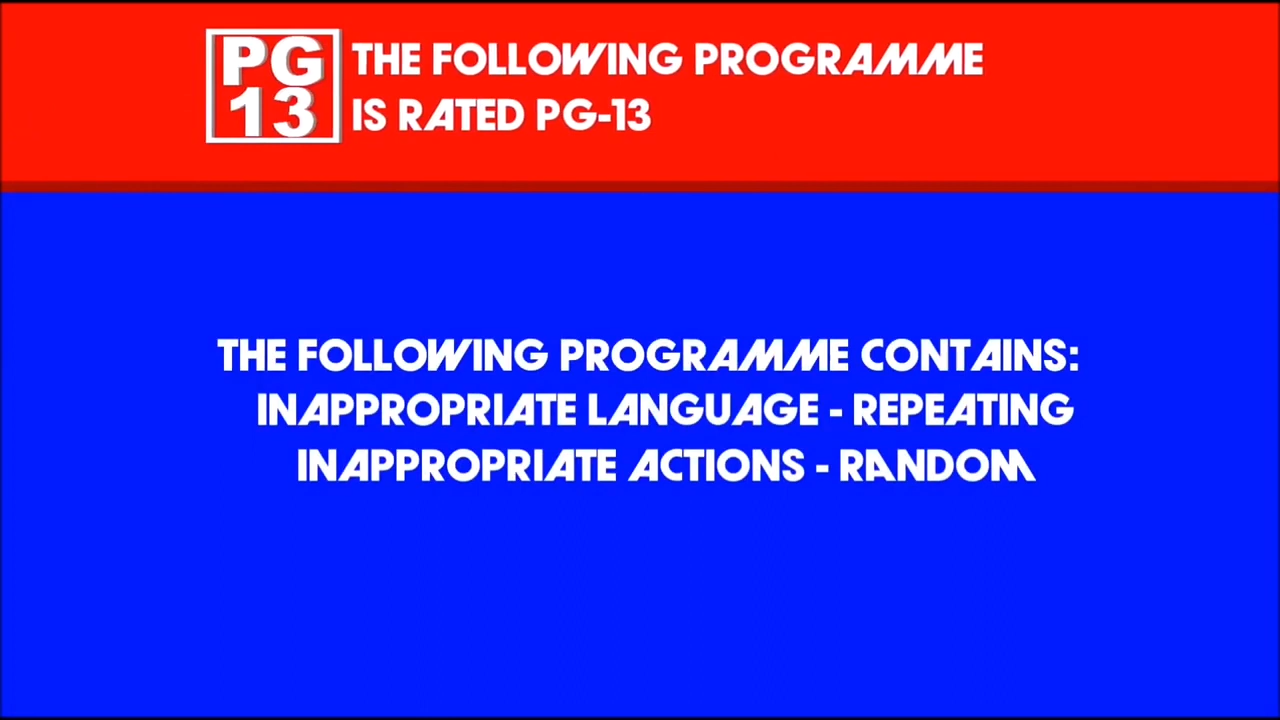 PG
13
THE FOLLOWING PROGRAMME
IS RATED PG-13
THE FOLLOWING PROGRAMME CONTAINS:
INAPPROPRIATE LANGUAGE - REPEATING
INAPPROPRIATE ACTIONS - RANDOM